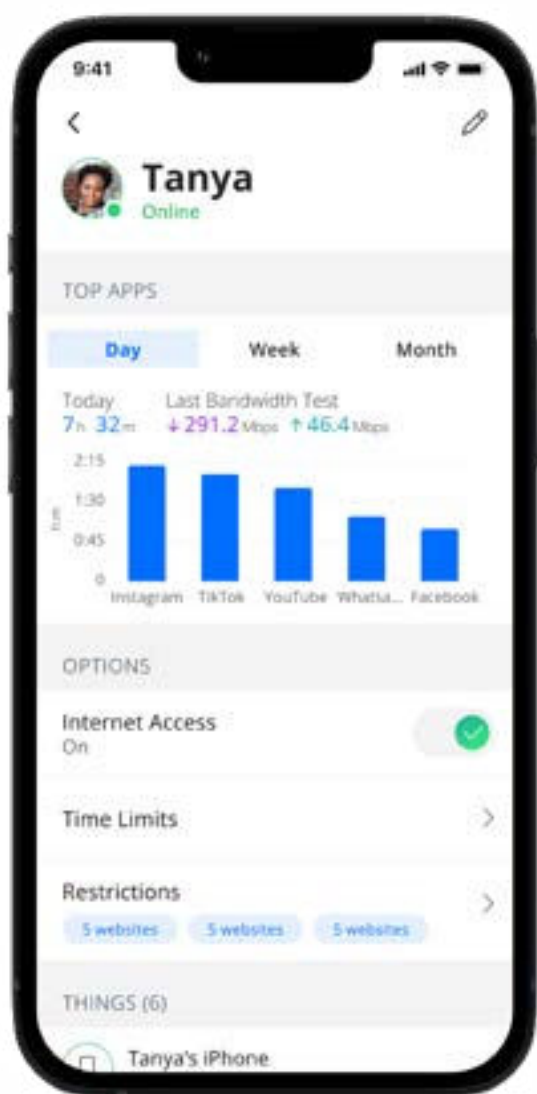 9:41
Tanya
Online
TOP APPS
Day Week Month
Today Last Bandwidth Test
7h 32m ↓291.2 Mbps ↑46.4 Mbps
2:15
1:30
0:45
0
Instagram TikTok YouTube Facebook
OPTIONS
Internet Access
On
Time Limits
Restrictions
5 websites 5 websites 5 websites
THINGS (6)
Tanya's iPhone